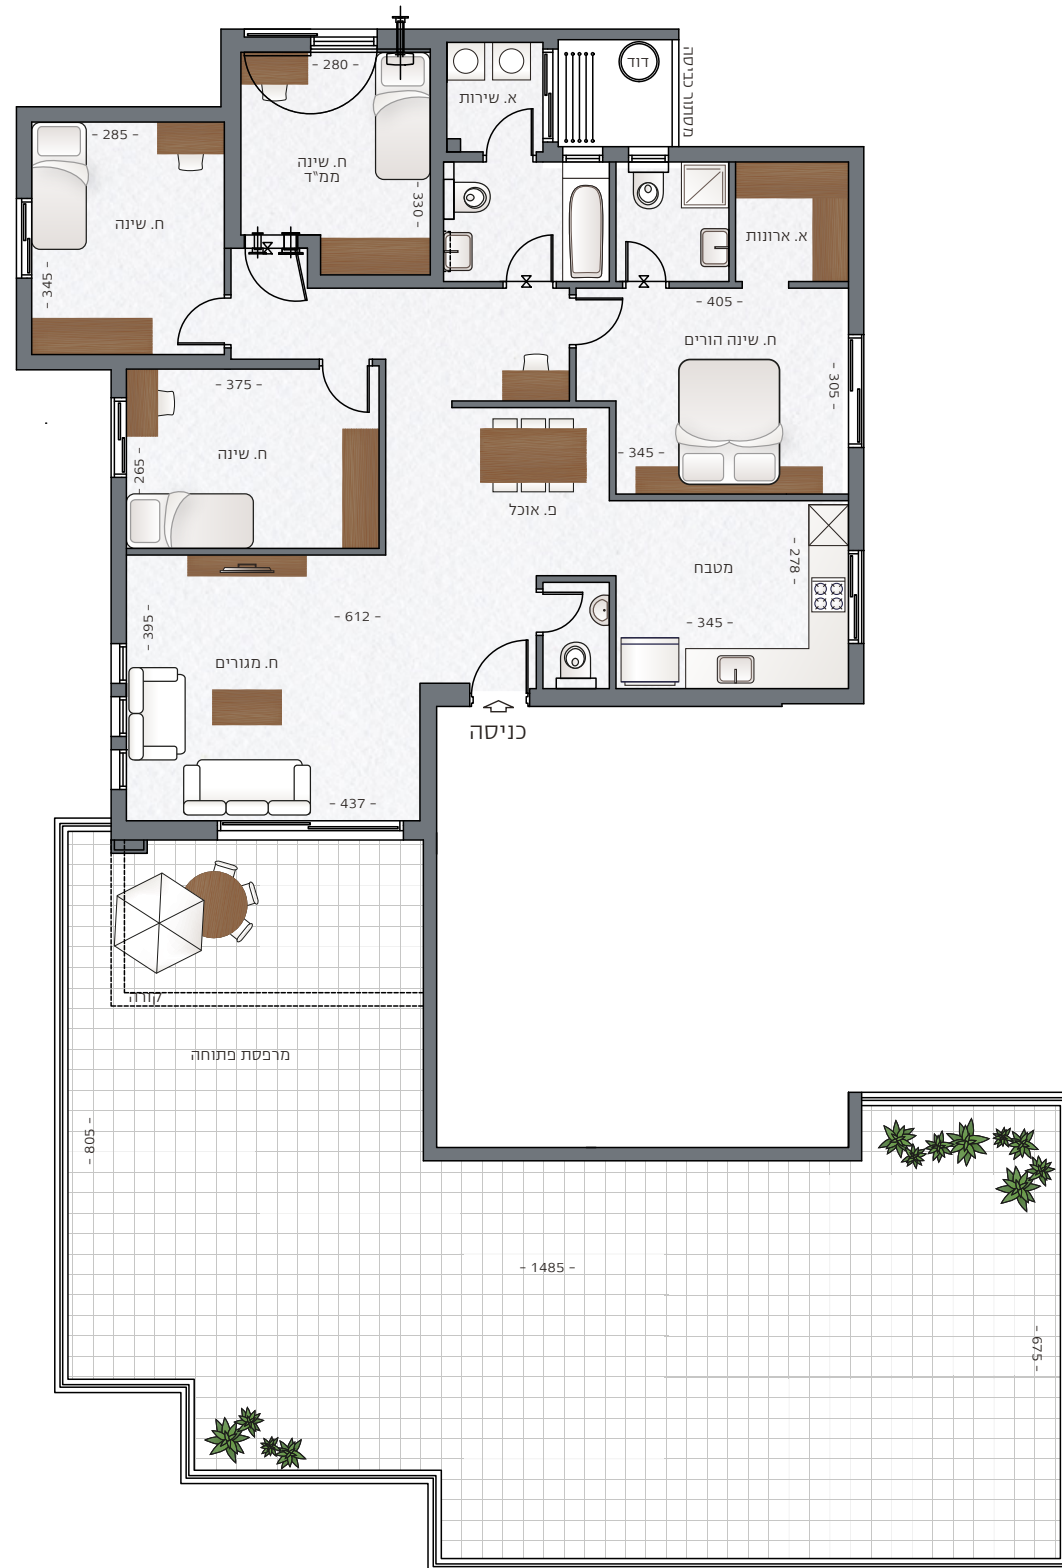 - 280 -
דוד
מסתור כביסה
א. שירות
- 285 -
ח. שינה
ממ"ד
- 330 -
ח. שינה
א. ארונות
- 345 -
- 405 -
ח. שינה הורים
- 305 -
- 375 -
ח. שינה
- 265 -
- 345 -
פ. אוכל
מטבח
- 278 -
- 612 -
- 395 -
- 345 -
ח. מגורים
כניסה
- 437 -
קורה
מרפסת פתוחה
- 805 -
- 1485 -
- 675 -